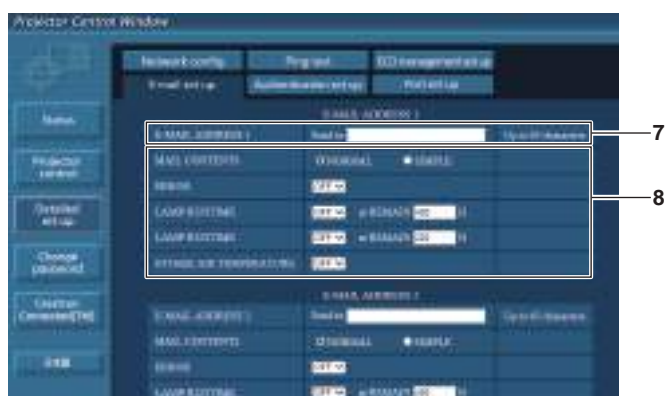 Projector Control Window
Network config Ping test ECO management set up
E-mail set up Authentication set up Port set up
Status
Projector control
Detailed set up
Change password
Crestron Connected(TM)
日本語
E-MAIL ADDRESS 1
E-MAIL ADDRESS 1 Send to Up to 63 characters
7
MAIL CONTENTS NORMAL SIMPLE
8
ERROR OFF
LAMP RUNTIME OFF at REMAIN H
LAMP RUNTIME OFF at REMAIN H
INTAKE AIR TEMPERATURE OFF
E-MAIL ADDRESS 2
E-MAIL ADDRESS 2 Send to Up to 63 characters
MAIL CONTENTS NORMAL SIMPLE
ERROR OFF
LAMP RUNTIME OFF at REMAIN H